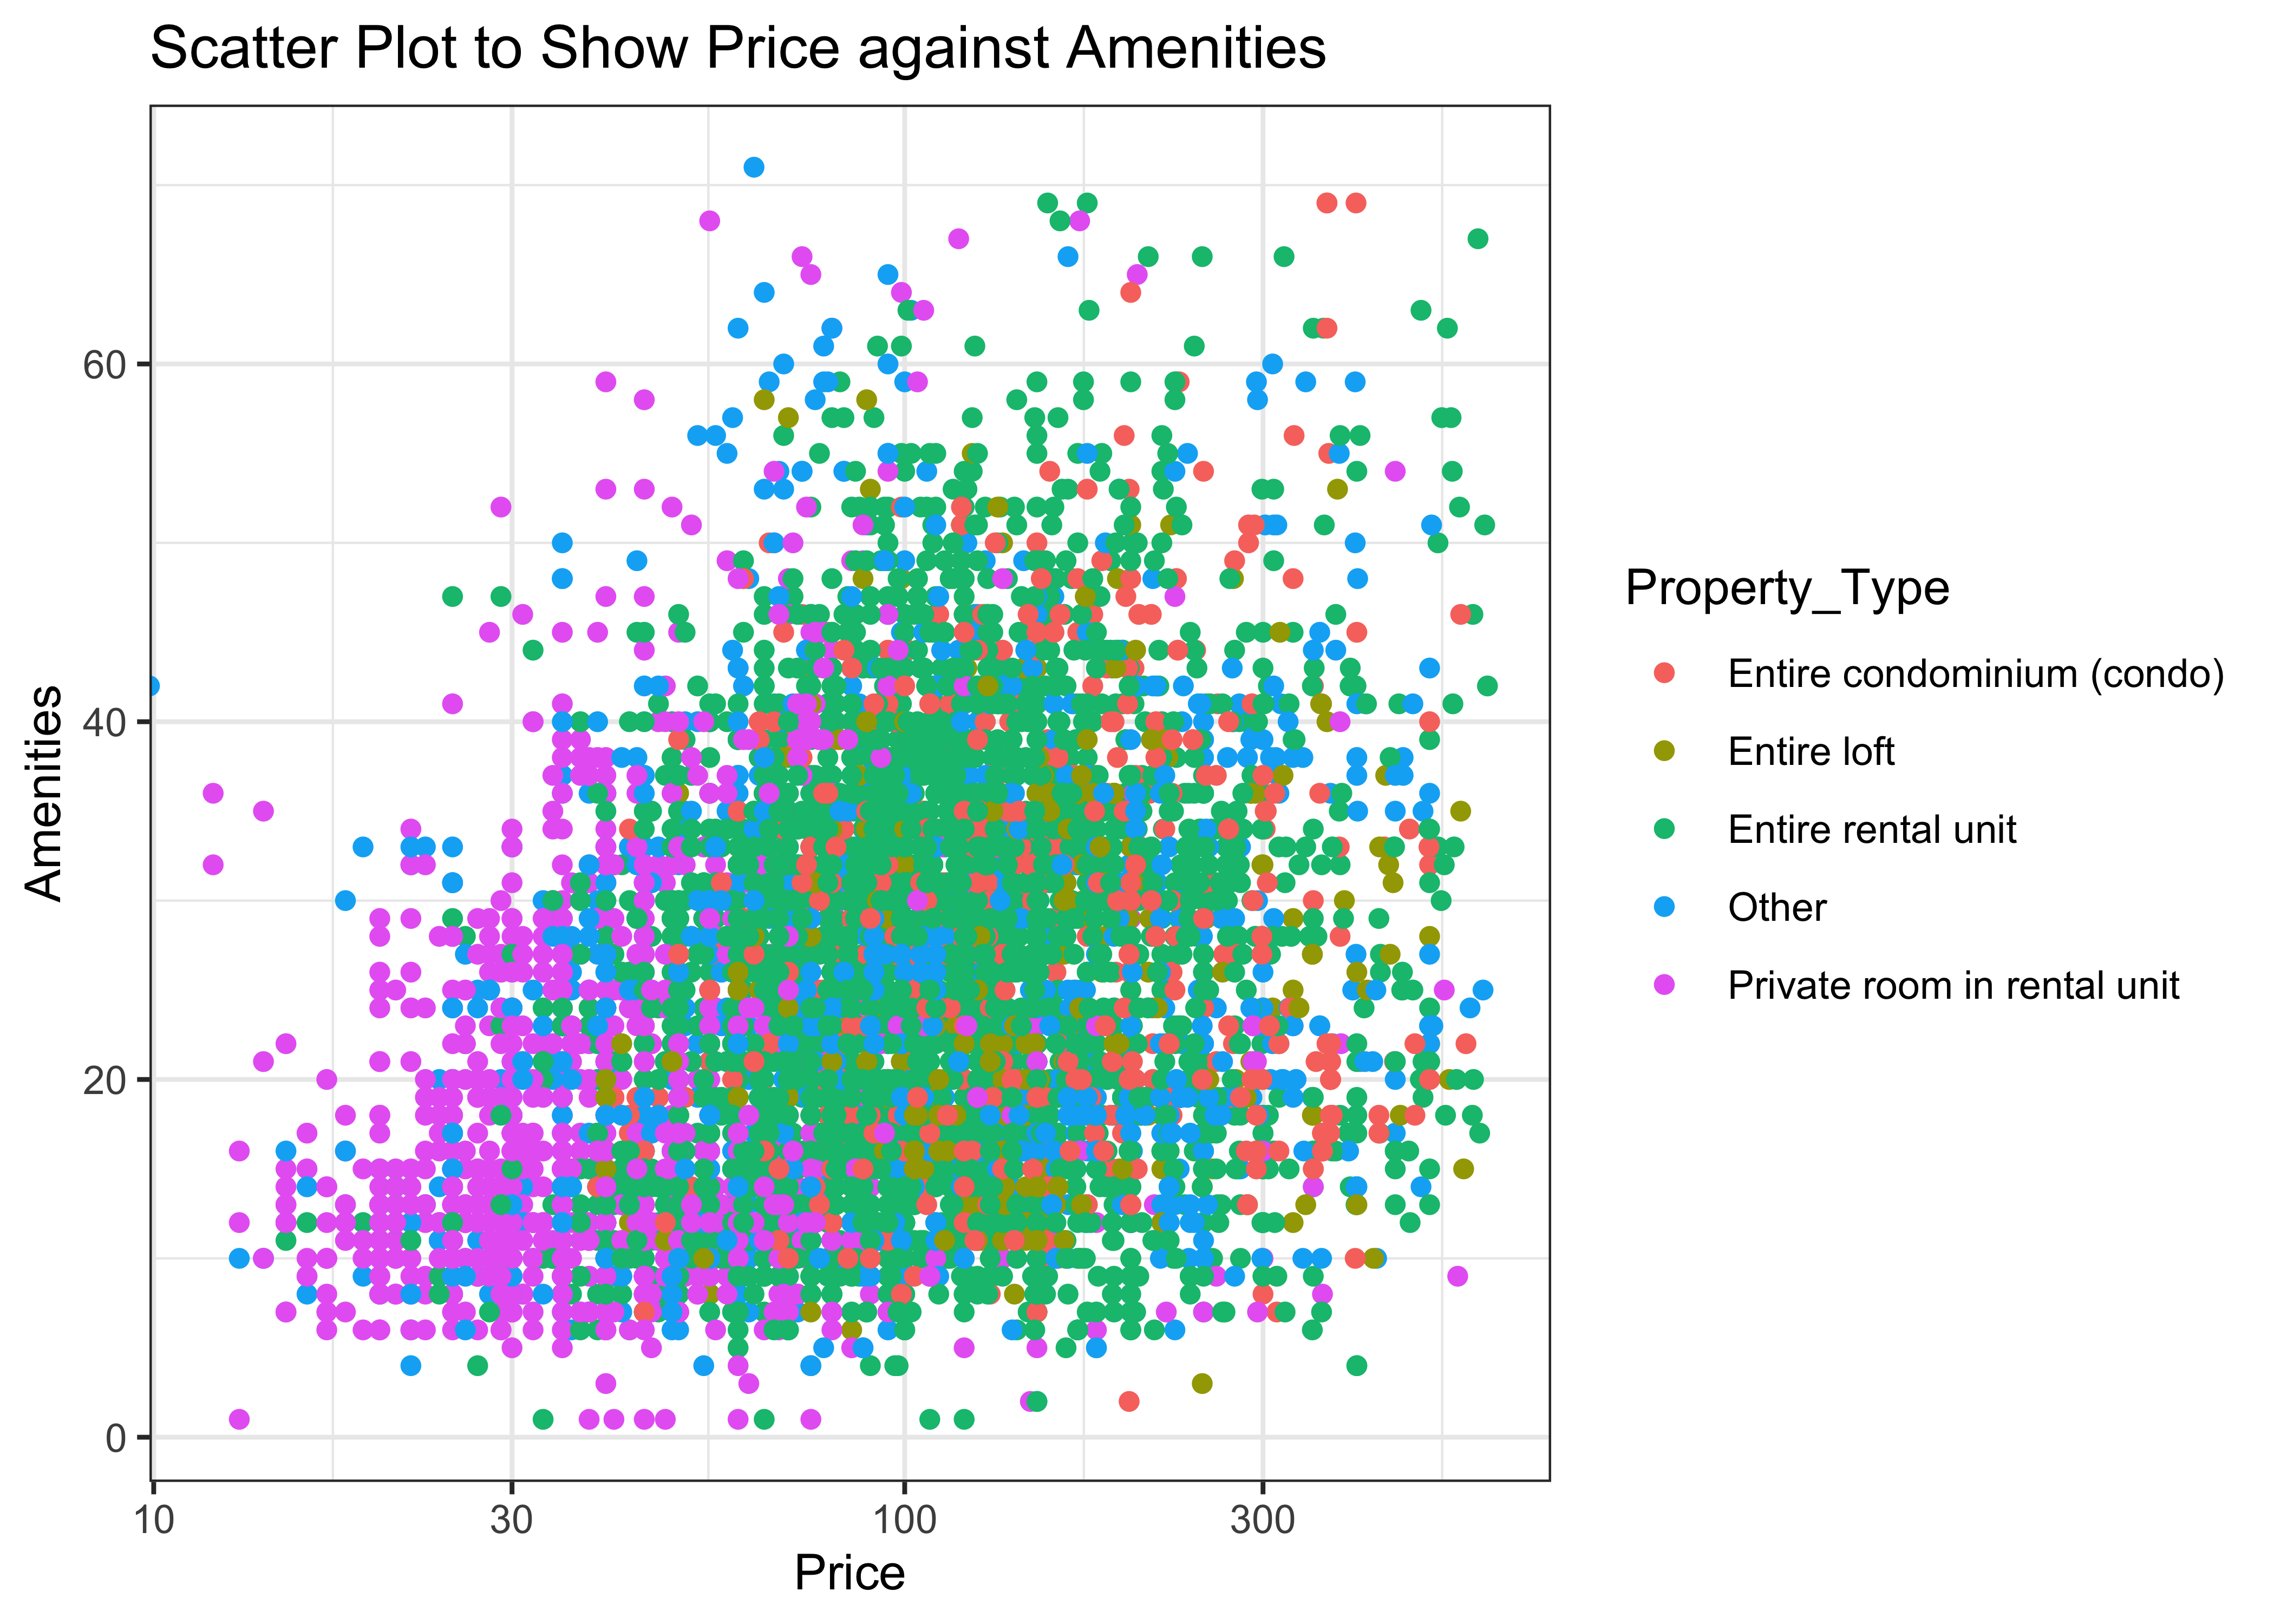 Scatter Plot to Show Price against Amenities
Amenities
60
40
20
0
10 30 100 300
Price
Property_Type
Entire condominium (condo)
Entire loft
Entire rental unit
Other
Private room in rental unit